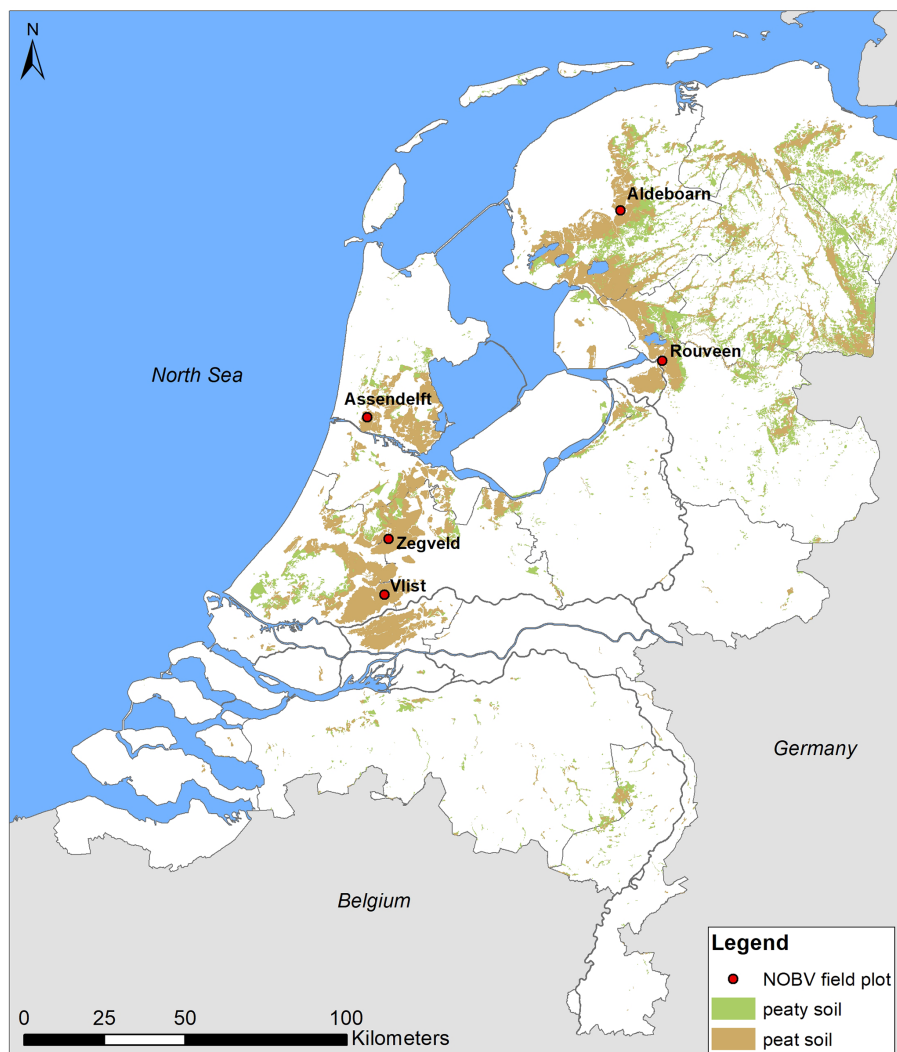 N
Aldeboarn
Rouveen
North Sea
Assendelft
Zegveld
Vlist
Germany
Belgium
Legend
NOBV field plot
peaty soil
peat soil
0 25 50 100
Kilometers